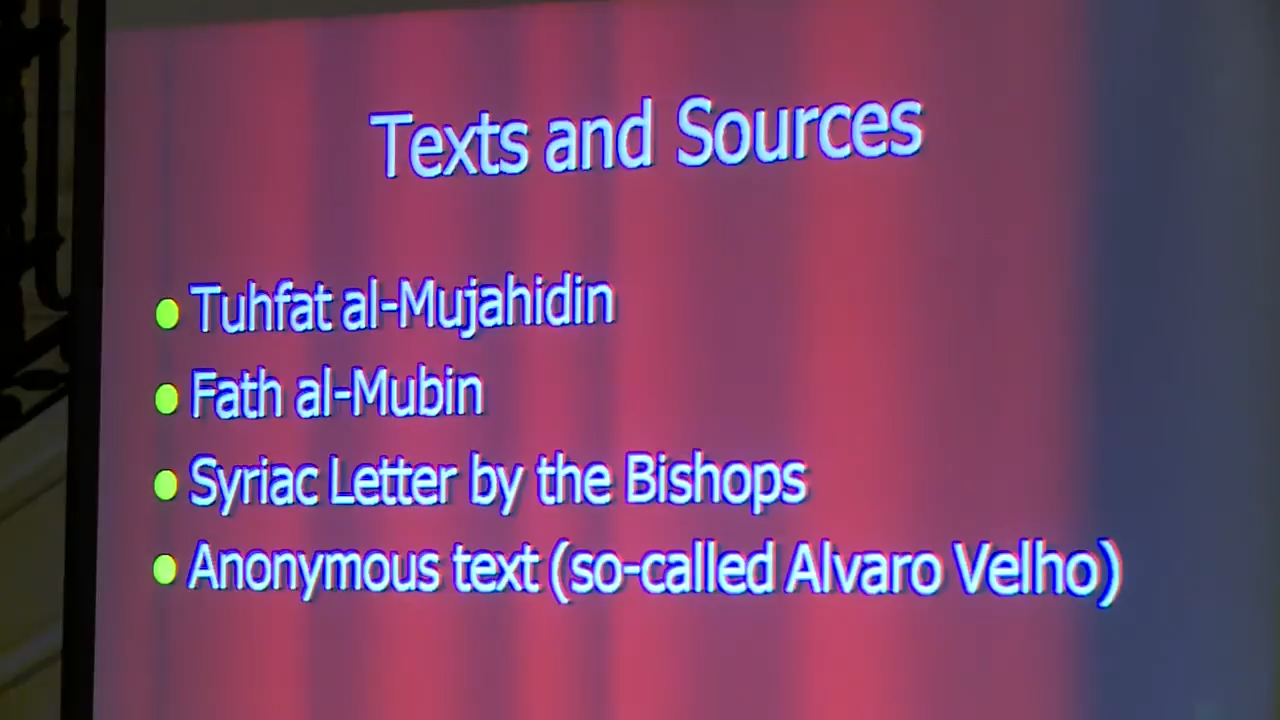 Texts and Sources
Tuhfat al-Mujahidin
Fath al-Mubin
Syriac Letter by the Bishops
Anonymous text (so-called Alvaro Velho)